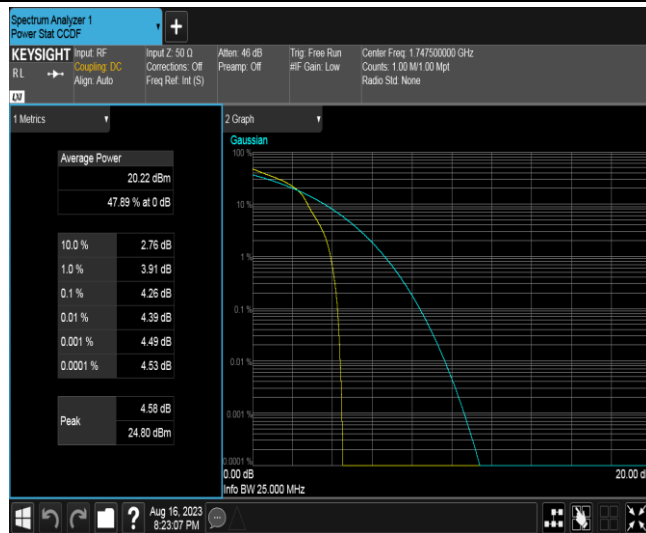 Spectrum Analyzer 1
Power Stat CCDF
+
KEYSIGHT
Input: RF
Input Z: 50 Ω
Atten: 46 dB
Trig: Free Run
Center Freq: 1.747500000 GHz
RL
Coupling: DC
Corrections: Off
Preamp: Off
#IF Gain: Low
Counts: 1.00 M/1.00 Mpt
Align: Auto
Freq Ref: Int (S)
Radio Std: None
LXI
1 Metrics
2 Graph
Average Power
20.22 dBm
47.89 % at 0 dB
10.0 % 2.76 dB
1.0 % 3.91 dB
0.1 % 4.26 dB
0.01 % 4.39 dB
0.001 % 4.49 dB
0.0001 % 4.53 dB
Peak
4.58 dB
24.80 dBm
Gaussian
100 %
10 %
1 %
0.1 %
0.01 %
0.001 %
0.0001 %
0.00 dB
20.00 d
Info BW 25.000 MHz
?
Aug 16, 2023
8:23:07 PM